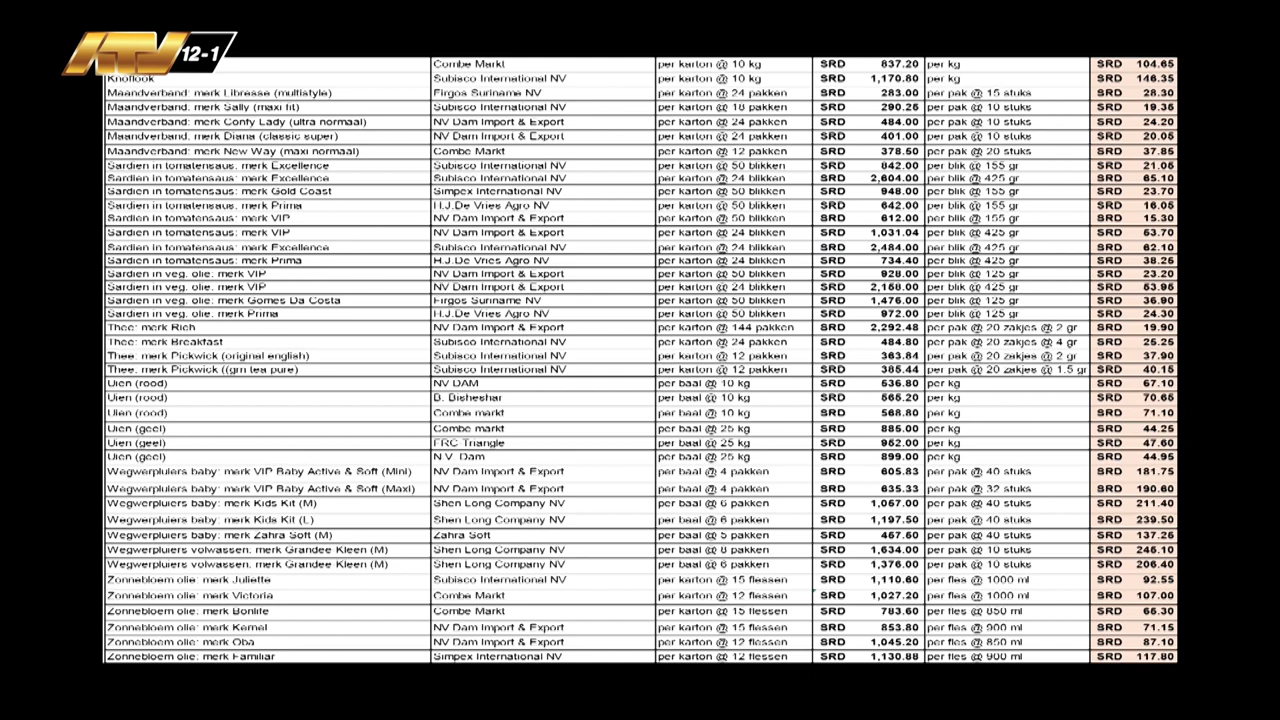 ATV 12-1
Combe Markt per karton @ 10 kg SRD 837.20 per kg SRD 104.65
Knoflook Subisco International NV per karton @ 10 kg SRD 1,170.80 per kg SRD 146.35
Maandverband: merk Libresse (multistyle) Firgos Suriname NV per karton @ 24 pakken SRD 283.00 per pak @ 15 stuks SRD 28.30
Maandverband: merk Sally (maxi fit) Subisco International NV per karton @ 18 pakken SRD 290.25 per pak @ 10 stuks SRD 19.35
Maandverband: merk Confy Lady (ultra normaal) NV Dam Import & Export per karton @ 24 pakken SRD 484.00 per pak @ 10 stuks SRD 24.20
Maandverband: merk Diana (classic super) NV Dam Import & Export per karton @ 24 pakken SRD 401.00 per pak @ 10 stuks SRD 20.05
Maandverband: merk New Way (maxi normaal) Combe Markt per karton @ 12 pakken SRD 378.50 per pak @ 20 stuks SRD 37.85
Sardien in tomatensaus: merk Excellence Subisco International NV per karton @ 50 blikken SRD 842.00 per blik @ 155 gr SRD 21.05
Sardien in tomatensaus: merk Excellence Subisco International NV per karton @ 24 blikken SRD 2,604.00 per blik @ 425 gr SRD 65.10
Sardien in tomatensaus: merk Gold Coast Simpex International NV per karton @ 50 blikken SRD 948.00 per blik @ 155 gr SRD 23.70
Sardien in tomatensaus: merk Prima H.J.De Vries Agro NV per karton @ 50 blikken SRD 642.00 per blik @ 155 gr SRD 16.05
Sardien in tomatensaus: merk VIP NV Dam Import & Export per karton @ 50 blikken SRD 612.00 per blik @ 155 gr SRD 15.30
Sardien in tomatensaus: merk VIP NV Dam Import & Export per karton @ 24 blikken SRD 1,031.04 per blik @ 425 gr SRD 53.70
Sardien in tomatensaus: merk Excellence Subisco International NV per karton @ 24 blikken SRD 2,484.00 per blik @ 425 gr SRD 62.10
Sardien in tomatensaus: merk Prima H.J.De Vries Agro NV per karton @ 24 blikken SRD 734.40 per blik @ 425 gr SRD 38.25
Sardien in veg. olie: merk VIP NV Dam Import & Export per karton @ 50 blikken SRD 928.00 per blik @ 125 gr SRD 23.20
Sardien in veg. olie: merk VIP NV Dam Import & Export per karton @ 24 blikken SRD 2,158.00 per blik @ 425 gr SRD 53.95
Sardien in veg. olie: merk Gomes Da Costa Firgos Suriname NV per karton @ 50 blikken SRD 1,476.00 per blik @ 125 gr SRD 36.90
Sardien in veg. olie: merk Prima H.J.De Vries Agro NV per karton @ 50 blikken SRD 972.00 per blik @ 125 gr SRD 24.30
Thee: merk Rich NV Dam Import & Export per karton @ 144 pakken SRD 2,292.48 per pak @ 20 zakjes @ 2 gr SRD 19.90
Thee: merk Breakfast Subisco International NV per karton @ 24 pakken SRD 484.80 per pak @ 20 zakjes @ 4 gr SRD 25.25
Thee: merk Pickwick (original english) Subisco International NV per karton @ 12 pakken SRD 363.84 per pak @ 20 zakjes @ 2 gr SRD 37.90
Thee: merk Pickwick ((grn tea pure) Subisco International NV per karton @ 12 pakken SRD 385.44 per pak @ 20 zakjes @ 1.5 gr SRD 40.15
Uien (rood) NV DAM per baal @ 10 kg SRD 536.80 per kg SRD 67.10
Uien (rood) B. Bisheshar per baal @ 10 kg SRD 565.20 per kg SRD 70.65
Uien (rood) Combe markt per baal @ 10 kg SRD 568.80 per kg SRD 71.10
Uien (geel) Combe markt per baal @ 25 kg SRD 885.00 per kg SRD 44.25
Uien (geel) FRC Triangle per baal @ 25 kg SRD 952.00 per kg SRD 47.60
Uien (geel) N.V. Dam per baal @ 25 kg SRD 899.00 per kg SRD 44.95
Wegwerpluiers baby: merk VIP Baby Active & Soft (Mini) NV Dam Import & Export per baal @ 4 pakken SRD 605.83 per pak @ 40 stuks SRD 181.75
Wegwerpluiers baby: merk VIP Baby Active & Soft (Maxi) NV Dam Import & Export per baal @ 4 pakken SRD 635.33 per pak @ 32 stuks SRD 190.60
Wegwerpluiers baby: merk Kids Kit (M) Shen Long Company NV per baal @ 6 pakken SRD 1,057.00 per pak @ 40 stuks SRD 211.40
Wegwerpluiers baby: merk Kids Kit (L) Shen Long Company NV per baal @ 6 pakken SRD 1,197.50 per pak @ 40 stuks SRD 239.50
Wegwerpluiers baby: merk Zahra Soft (M) Zahra Soft per baal @ 5 pakken SRD 457.50 per pak @ 40 stuks SRD 137.25
Wegwerpluiers volwassen: merk Grandee Kleen (M) Shen Long Company NV per baal @ 8 pakken SRD 1,634.00 per pak @ 10 stuks SRD 245.10
Wegwerpluiers volwassen: merk Grandee Kleen (M) Shen Long Company NV per baal @ 6 pakken SRD 1,376.00 per pak @ 10 stuks SRD 206.40
Zonnebloem olie: merk Juliette Subisco International NV per karton @ 15 flessen SRD 1,110.60 per fles @ 1000 ml SRD 92.55
Zonnebloem olie: merk Victoria Combe Markt per karton @ 12 flessen SRD 1,027.20 per fles @ 1000 ml SRD 107.00
Zonnebloem olie: merk Bonlife Combe Markt per karton @ 15 flessen SRD 783.60 per fles @ 850 ml SRD 65.30
Zonnebloem olie: merk Kernel NV Dam Import & Export per karton @ 15 flessen SRD 853.80 per fles @ 900 ml SRD 71.15
Zonnebloem olie: merk Oba NV Dam Import & Export per karton @ 12 flessen SRD 1,045.20 per fles @ 850 ml SRD 87.10
Zonnebloem olie: merk Familiar Simpex International NV per karton @ 12 flessen SRD 1,130.88 per fles @ 900 ml SRD 117.80